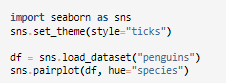 import seaborn as sns
sns.set_theme(style="ticks")
df = sns.load_dataset("penguins")
sns.pairplot(df, hue="species")